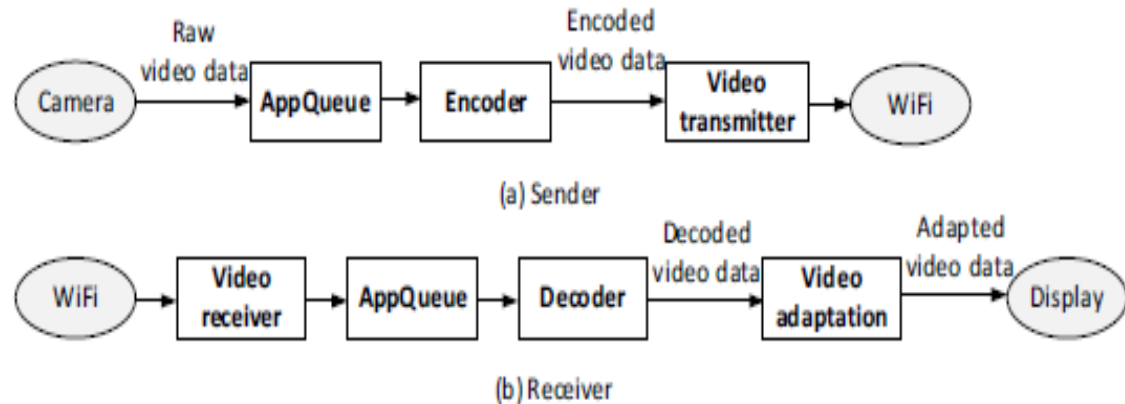 Raw
video data
Encoded
video data
Camera
AppQueue
Encoder
Video
transmitter
WiFi
(a) Sender
Decoded
video data
Adapted
video data
WiFi
Video
receiver
AppQueue
Decoder
Video
adaptation
Display
(b) Receiver